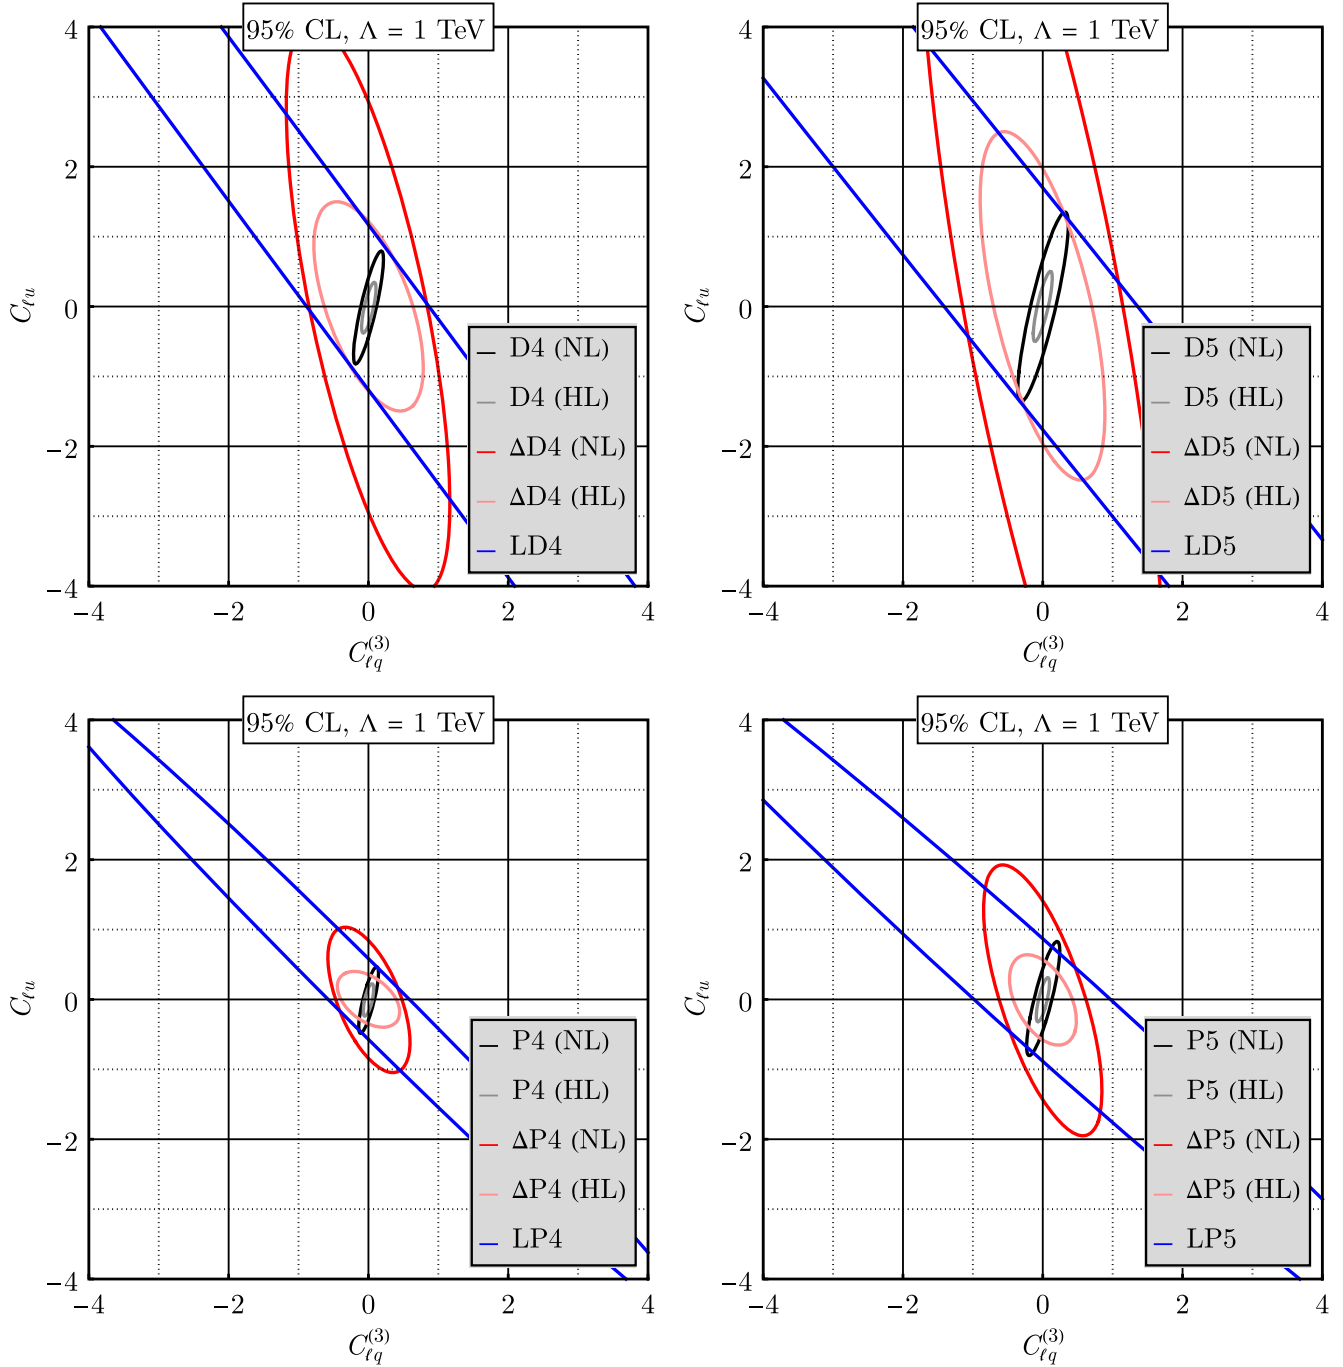 95% CL, Λ = 1 TeV
4
2
0
−2
−4
−4
−2
0
2
4
C_{ℓu}
C_{ℓq}^{(3)}
D4 (NL)
D4 (HL)
ΔD4 (NL)
ΔD4 (HL)
LD4
95% CL, Λ = 1 TeV
4
2
0
−2
−4
−4
−2
0
2
4
C_{ℓu}
C_{ℓq}^{(3)}
D5 (NL)
D5 (HL)
ΔD5 (NL)
ΔD5 (HL)
LD5
95% CL, Λ = 1 TeV
4
2
0
−2
−4
−4
−2
0
2
4
C_{ℓu}
C_{ℓq}^{(3)}
P4 (NL)
P4 (HL)
ΔP4 (NL)
ΔP4 (HL)
LP4
95% CL, Λ = 1 TeV
4
2
0
−2
−4
−4
−2
0
2
4
C_{ℓu}
C_{ℓq}^{(3)}
P5 (NL)
P5 (HL)
ΔP5 (NL)
ΔP5 (HL)
LP5